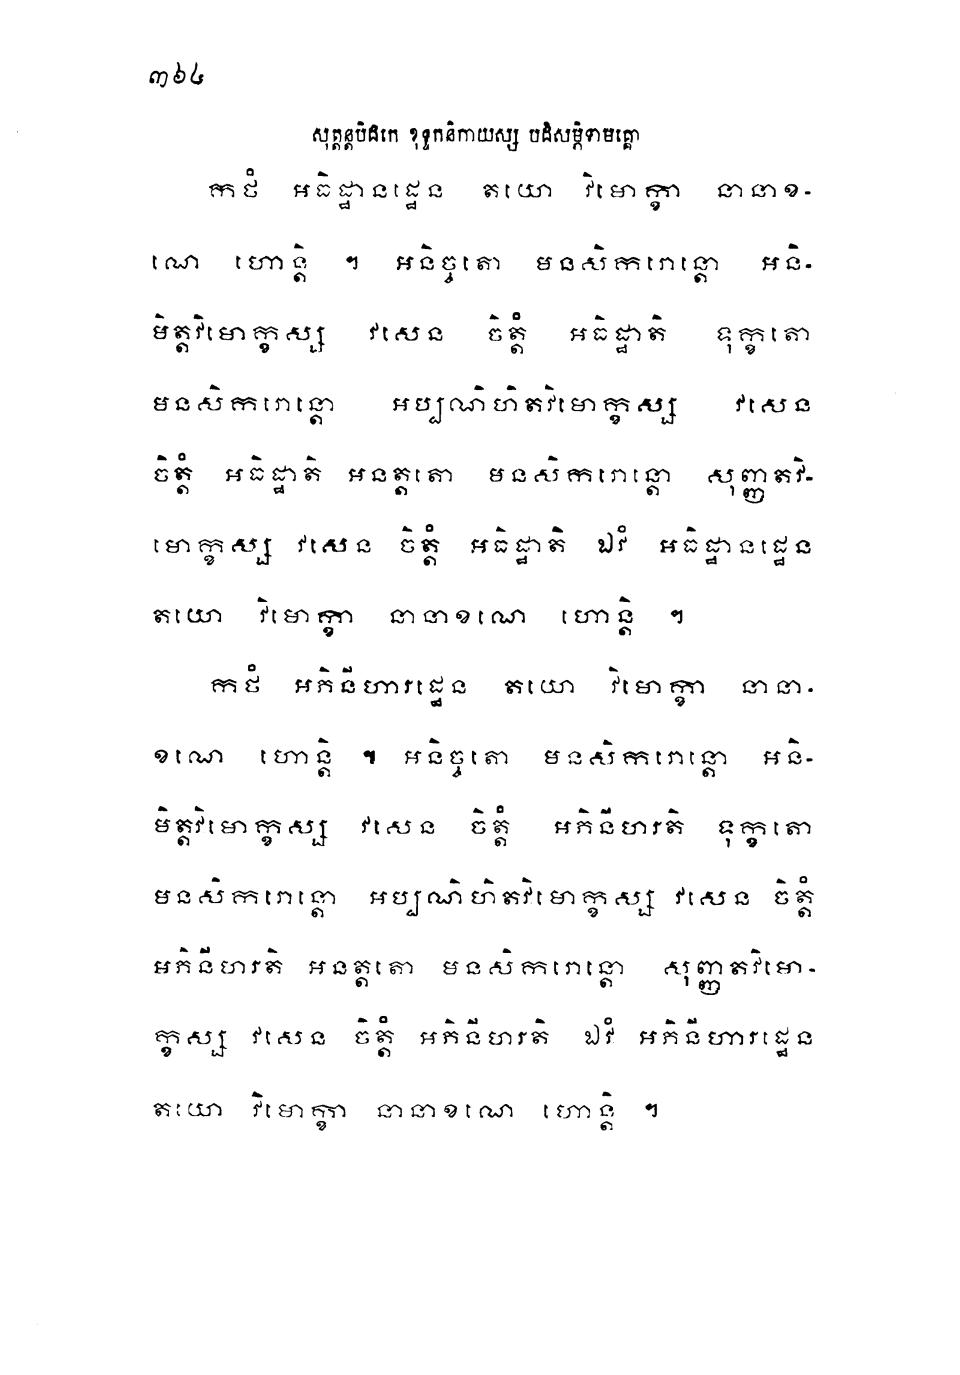 ៣៦៤
សុត្តន្តបិដកេ ខុទ្ទកនិកាយស្ស បដិសម្ភិទាមគ្គោ
កថំ អធិដ្ឋានដ្ឋេន តយោ វិមោក្ខា នានាខ-
ណេ ហោន្តិ ។ អនិច្ចតោ មនសិករោន្តោ អនិ-
មិត្តវិមោក្ខស្ស វសេន ចិត្តំ អធិដ្ឋាតិ ទុក្ខតោ
មនសិករោន្តោ អប្បណិហិតវិមោក្ខស្ស វសេន
ចិត្តំ អធិដ្ឋាតិ អនត្តតោ មនសិករោន្តោ សុញ្ញតវិ-
មោក្ខស្ស វសេន ចិត្តំ អធិដ្ឋាតិ ឯវំ អធិដ្ឋានដ្ឋេន
តយោ វិមោក្ខា នានាខណេ ហោន្តិ ។
កថំ អភិនីហារដ្ឋេន តយោ វិមោក្ខា នានា-
ខណេ ហោន្តិ ។ អនិច្ចតោ មនសិករោន្តោ អនិ-
មិត្តវិមោក្ខស្ស វសេន ចិត្តំ អភិនីហរតិ ទុក្ខតោ
មនសិករោន្តោ អប្បណិហិតវិមោក្ខស្ស វសេន ចិត្តំ
អភិនីហរតិ អនត្តតោ មនសិករោន្តោ សុញ្ញតវិមោ-
ក្ខស្ស វសេន ចិត្តំ អភិនីហរតិ ឯវំ អភិនីហារដ្ឋេន
តយោ វិមោក្ខា នានាខណេ ហោន្តិ ។